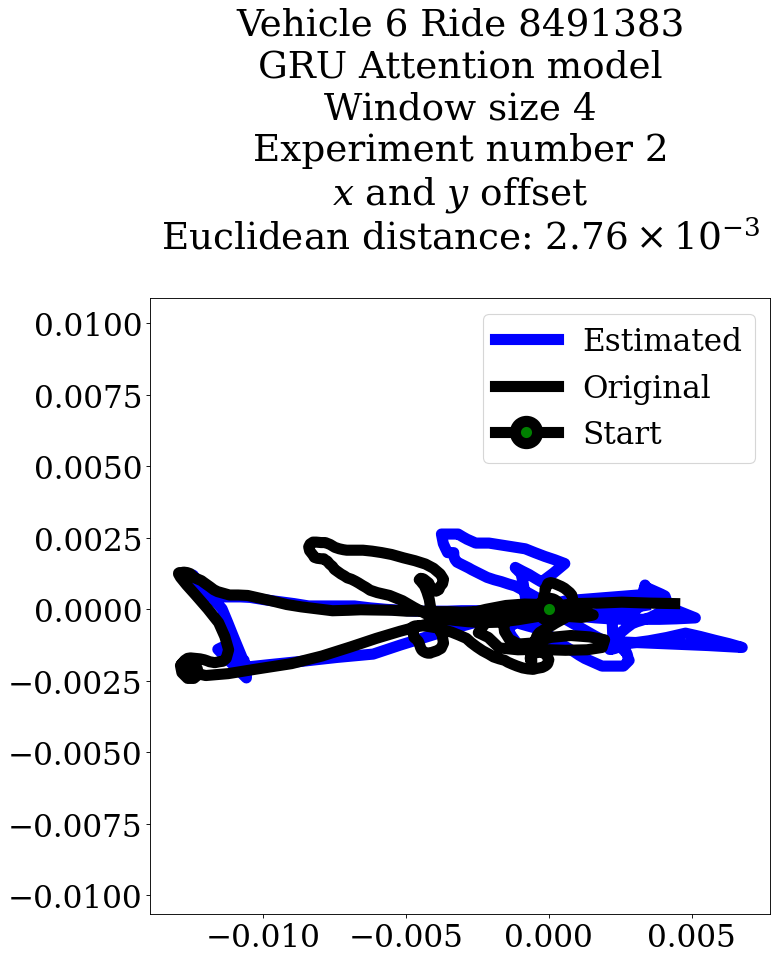 Vehicle 6 Ride 8491383
GRU Attention model
Window size 4
Experiment number 2
x and y offset
Euclidean distance: 2.76 × 10⁻³
Estimated
Original
Start
0.0100
0.0075
0.0050
0.0025
0.0000
−0.0025
−0.0050
−0.0075
−0.0100
−0.010 −0.005 0.000 0.005